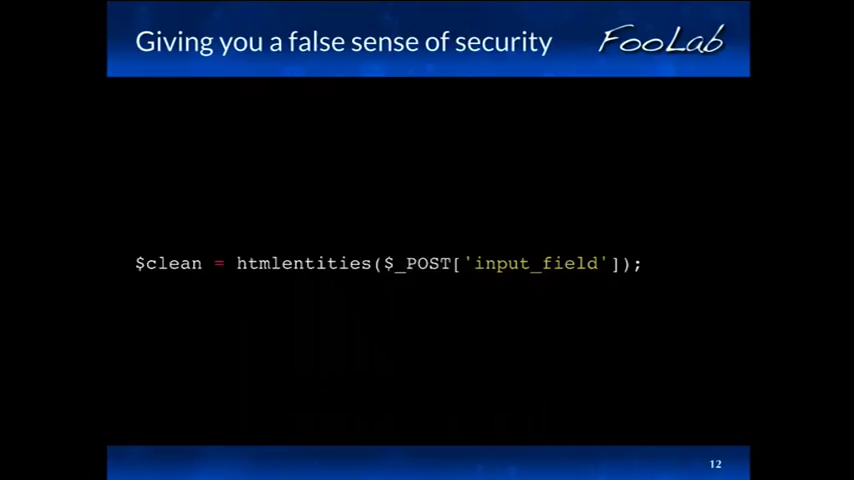 Giving you a false sense of security
FooLab
$clean = htmlentities($_POST['input_field']);
12